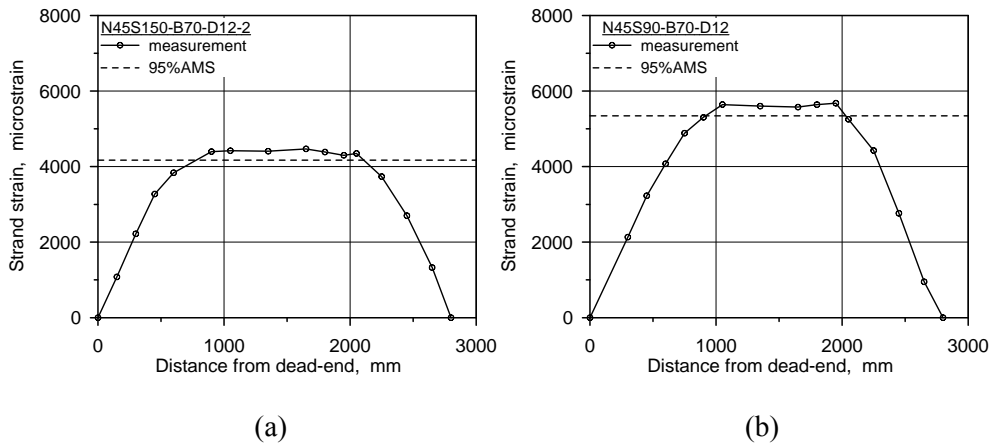 N45S150-B70-D12-2
measurement
95%AMS
8000
6000
4000
2000
0
Strand strain, microstrain
0
1000
2000
3000
Distance from dead-end, mm
(a)
N45S90-B70-D12
measurement
95%AMS
8000
6000
4000
2000
0
Strand strain, microstrain
0
1000
2000
3000
Distance from dead-end, mm
(b)